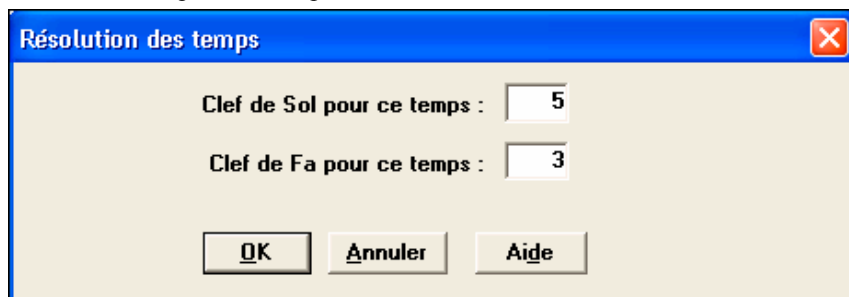 Résolution des temps
Clef de Sol pour ce temps : 5
Clef de Fa pour ce temps : 3
OK Annuler Aide